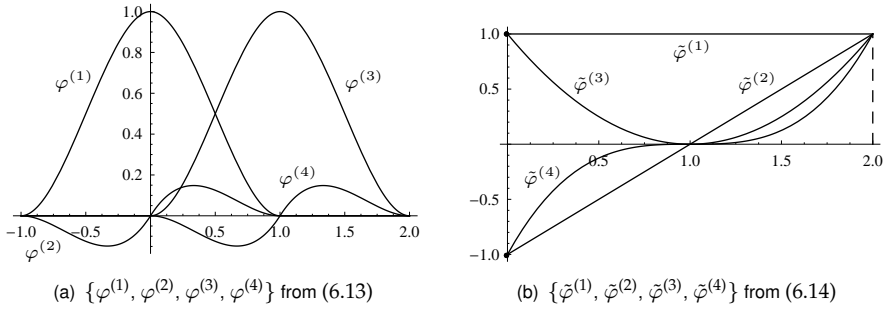 1.0
0.8
0.6
0.4
0.2
φ^(1)
φ^(3)
φ^(4)
φ^(2)
−1.0 −0.5 0.0 0.5 1.0 1.5 2.0
(a) {φ^(1), φ^(2), φ^(3), φ^(4)} from (6.13)
1.0
0.5
−0.5
−1.0
φ̃^(1)
φ̃^(3)
φ̃^(2)
φ̃^(4)
0.5 1.0 1.5 2.0
(b) {φ̃^(1), φ̃^(2), φ̃^(3), φ̃^(4)} from (6.14)